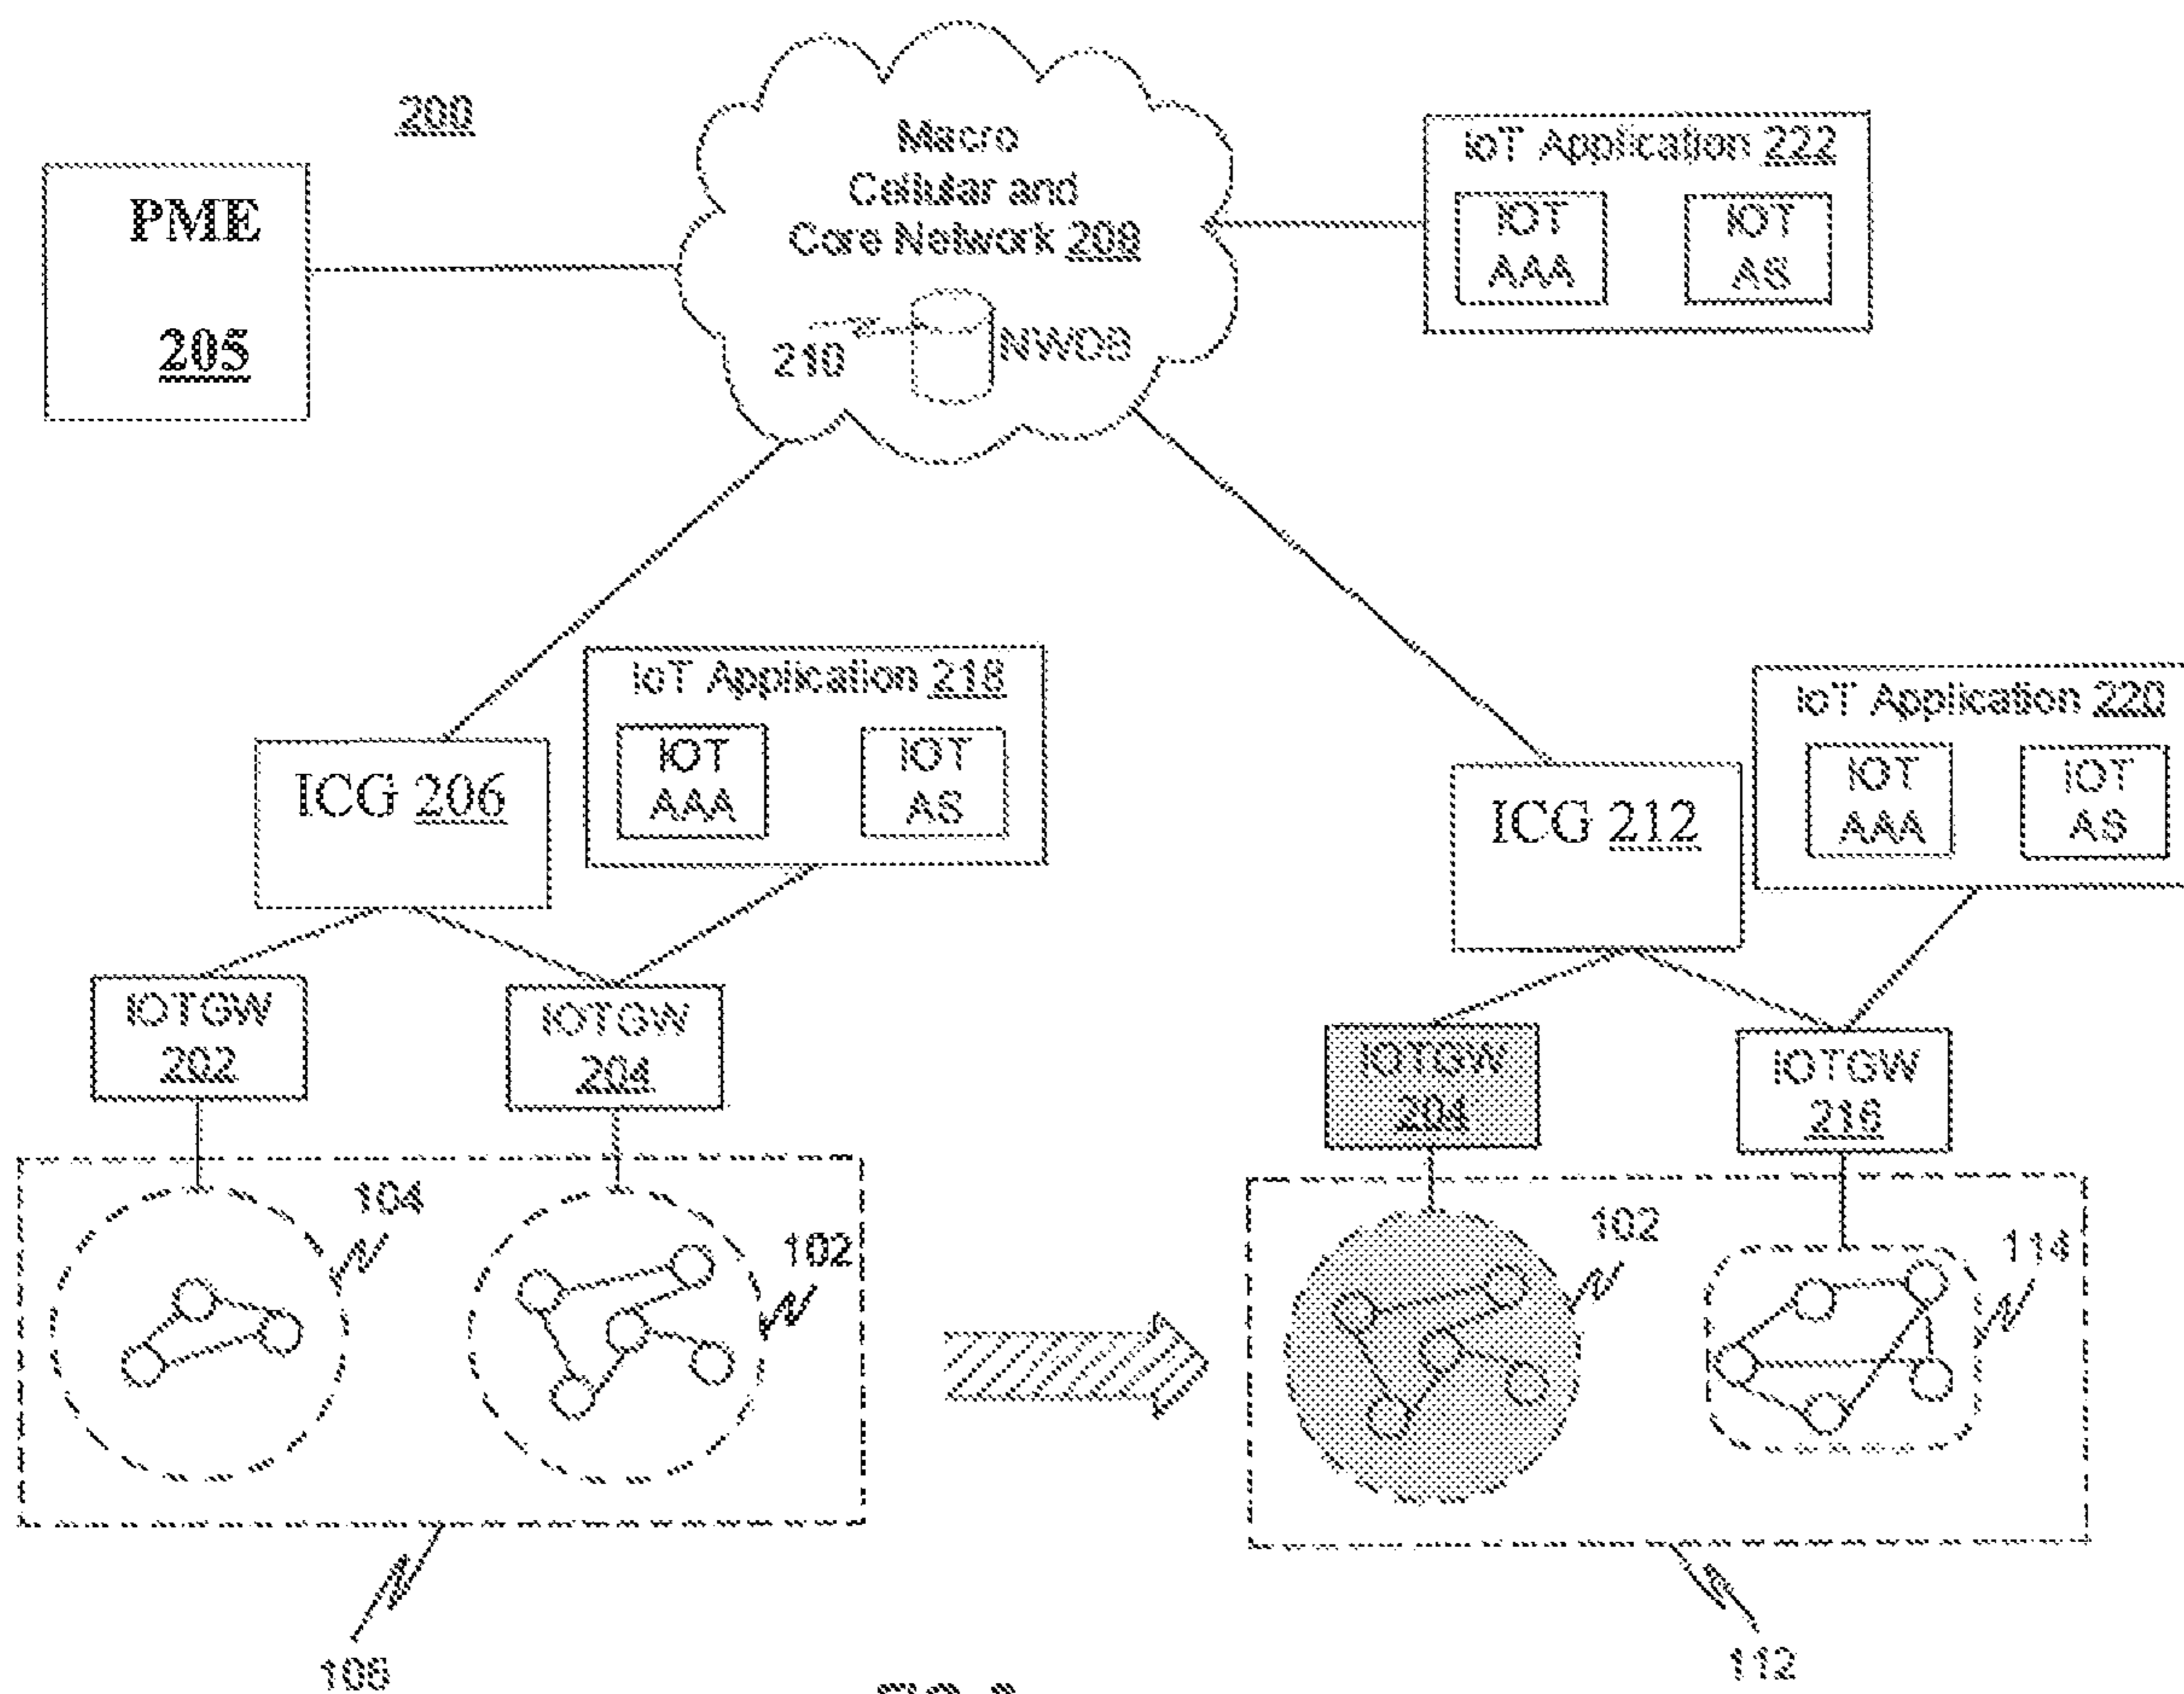 200
PME
205
Macro
Cellular and
Core Network 209
210
NWDB
IoT Application 222
IOT
AAA
IOT
AS
ICG 206
IoT Application 218
IOT
AAA
IOT
AS
ICG 212
IoT Application 220
IOT
AAA
IOT
AS
IOTGW
202
IOTGW
204
IOTGW
204
IOTGW
216
104
102
102
114
106
112